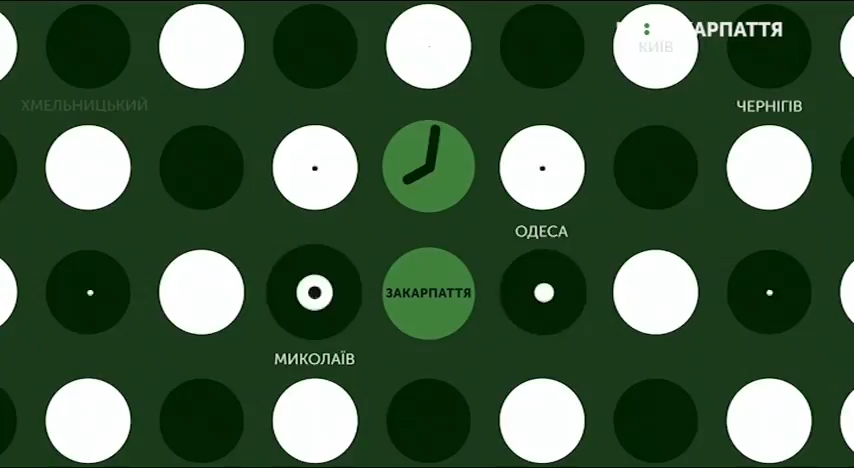 АРПАТТЯ
КИЇВ
ХМЕЛЬНИЦЬКИЙ
ЧЕРНІГІВ
ОДЕСА
ЗАКАРПАТТЯ
МИКОЛАЇВ